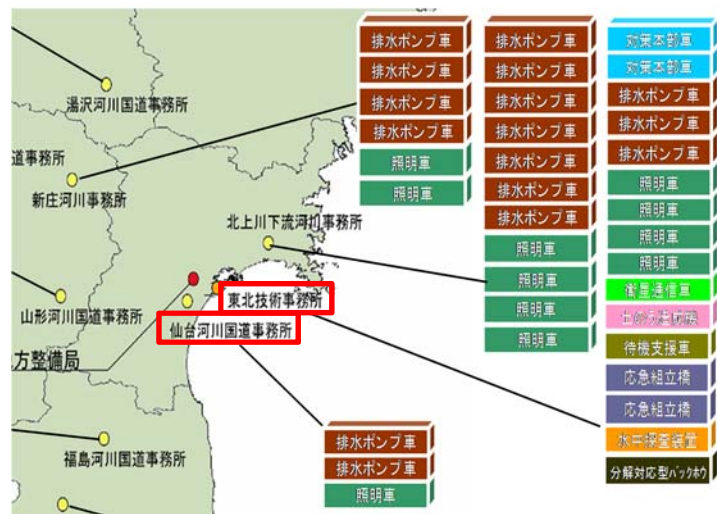 湯沢河川国道事務所
道事務所
新庄河川事務所
北上川下流河川事務所
山形河川国道事務所
東北技術事務所
仙台河川国道事務所
方整備局
福島河川国道事務所
排水ポンプ車
排水ポンプ車
排水ポンプ車
排水ポンプ車
照明車
照明車
排水ポンプ車
排水ポンプ車
排水ポンプ車
排水ポンプ車
排水ポンプ車
排水ポンプ車
排水ポンプ車
照明車
照明車
照明車
照明車
対策本部車
対策本部車
排水ポンプ車
排水ポンプ車
排水ポンプ車
照明車
照明車
照明車
照明車
衛星通信車
土のう造成機
待機支援車
応急組立橋
応急組立橋
水中探査装置
分解対応型バックホウ
排水ポンプ車
排水ポンプ車
照明車